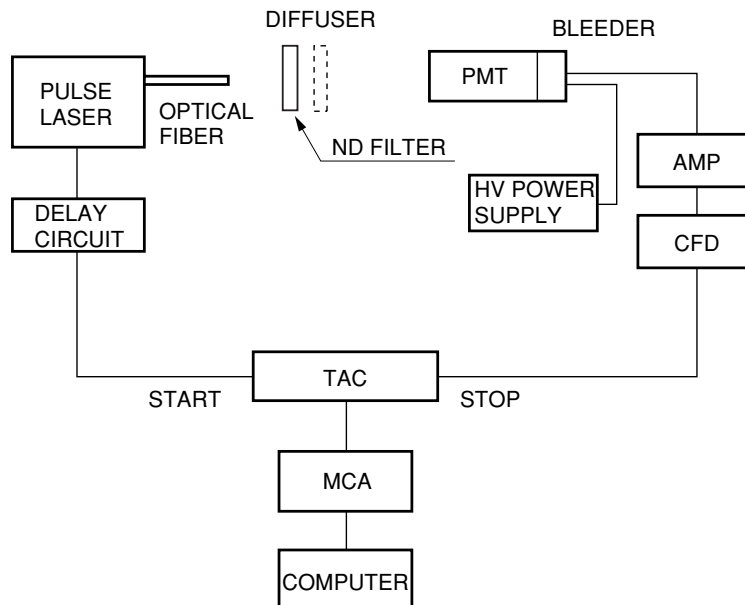 DIFFUSER
BLEEDER
PULSE
LASER
OPTICAL
FIBER
PMT
ND FILTER
AMP
HV POWER
SUPPLY
DELAY
CIRCUIT
CFD
START
TAC
STOP
MCA
COMPUTER